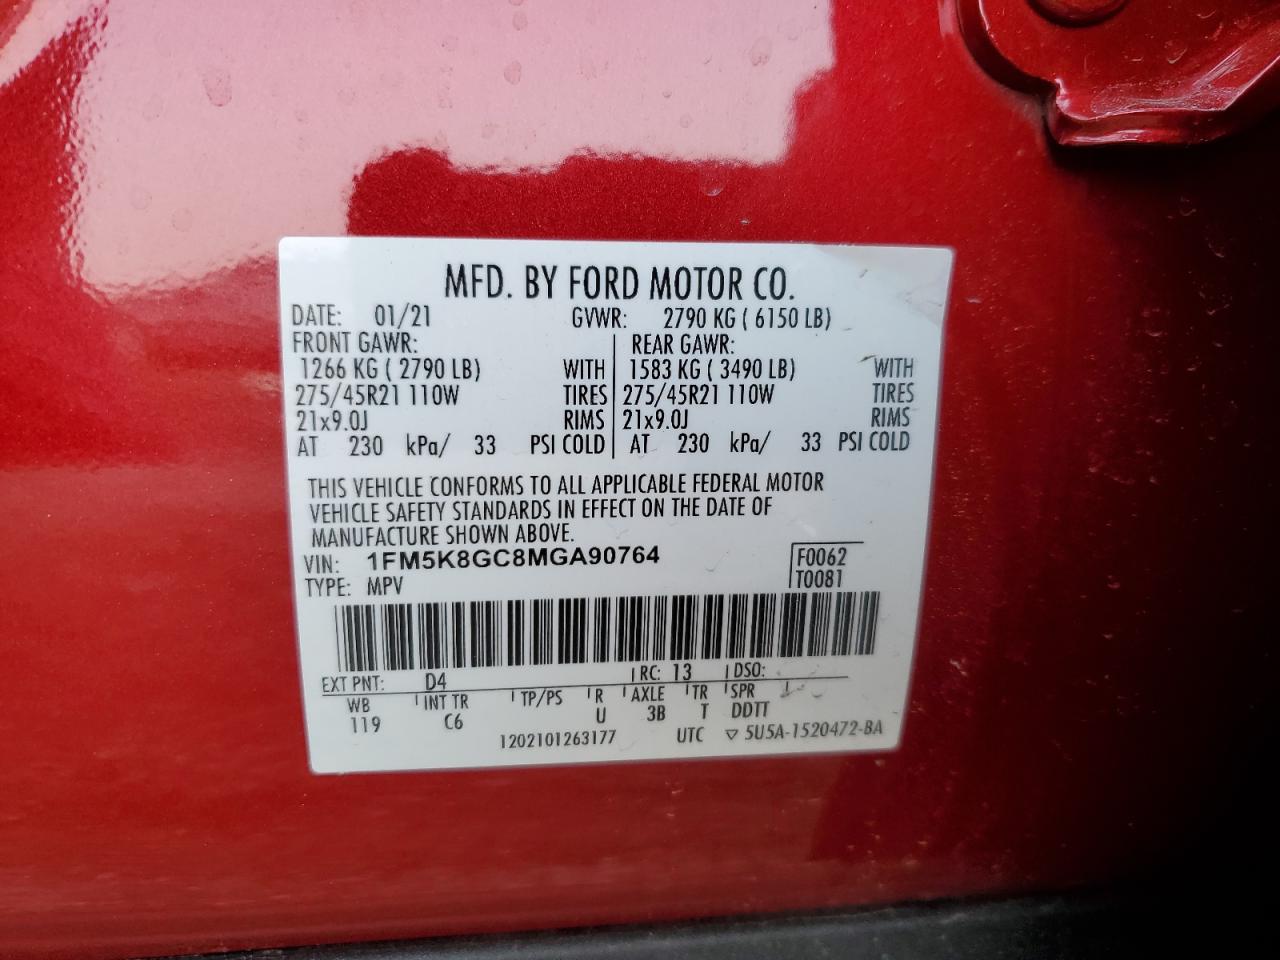 MFD. BY FORD MOTOR CO.
DATE: 01/21 GVWR: 2790 KG ( 6150 LB)
FRONT GAWR: REAR GAWR:
1266 KG ( 2790 LB) WITH 1583 KG ( 3490 LB) WITH
275/45R21 110W TIRES 275/45R21 110W TIRES
21x9.0J RIMS 21x9.0J RIMS
AT 230 kPa/ 33 PSI COLD AT 230 kPa/ 33 PSI COLD
THIS VEHICLE CONFORMS TO ALL APPLICABLE FEDERAL MOTOR
VEHICLE SAFETY STANDARDS IN EFFECT ON THE DATE OF
MANUFACTURE SHOWN ABOVE.
VIN: 1FM5K8GC8MGA90764 F0062
TYPE: MPV T0081
EXT PNT: D4 RC: 13 DSO:
WB INT TR TP/PS R AXLE TR SPR
119 C6 U 3B T DDTT
1202101263177 UTC ▽ 5U5A-1520472-BA